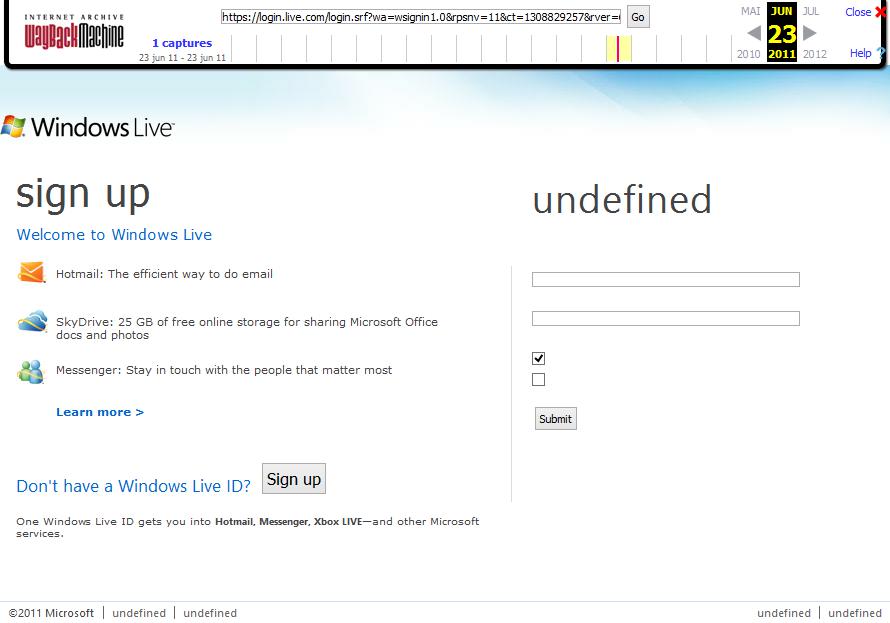 INTERNET ARCHIVE
WayBackMachine
https://login.live.com/login.srf?wa=wsignin1.0&rpsnv=11&ct=1308829257&rver=
Go
MAI JUN JUL
Close
1 captures
23
23 jun 11 - 23 jun 11
2010 2011 2012
Help ?
Windows Live™
sign up
Welcome to Windows Live
Hotmail: The efficient way to do email
SkyDrive: 25 GB of free online storage for sharing Microsoft Office
docs and photos
Messenger: Stay in touch with the people that matter most
Learn more >
Don't have a Windows Live ID? Sign up
One Windows Live ID gets you into Hotmail, Messenger, Xbox LIVE—and other Microsoft
services.
undefined
Submit
©2011 Microsoft | undefined | undefined
undefined | undefined